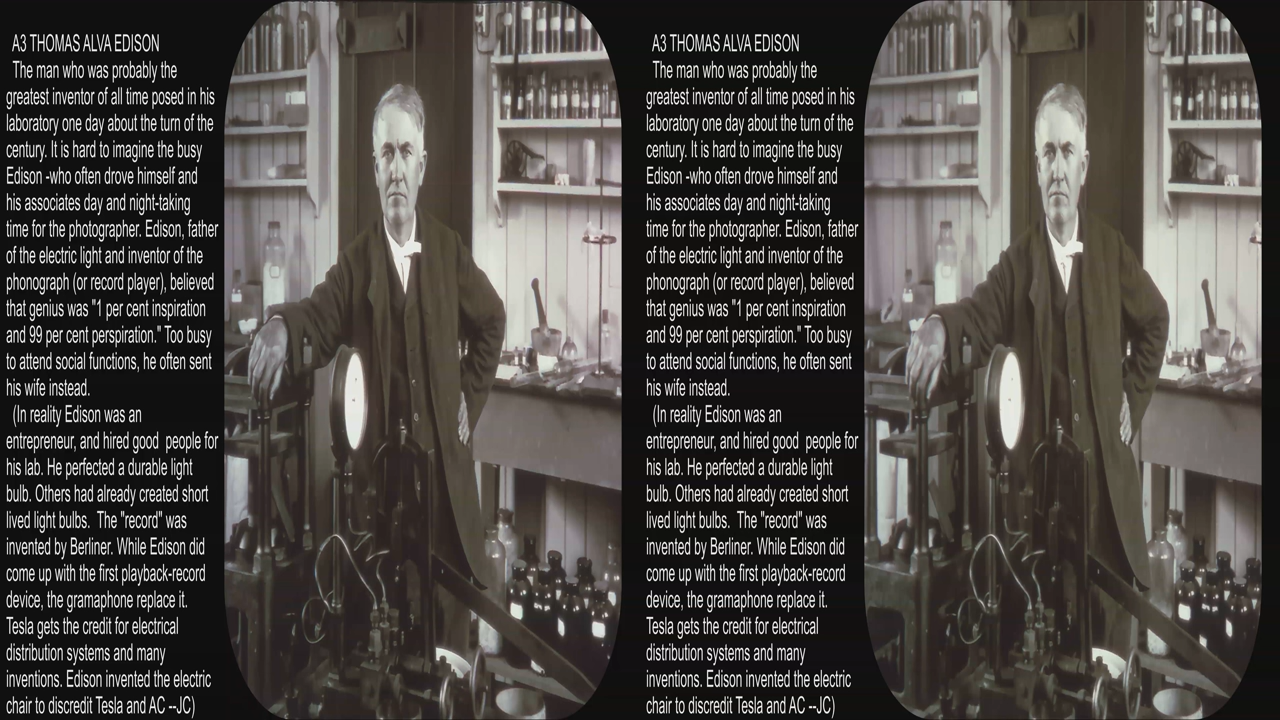 A3 THOMAS ALVA EDISON
The man who was probably the
greatest inventor of all time posed in his
laboratory one day about the turn of the
century. It is hard to imagine the busy
Edison -who often drove himself and
his associates day and night-taking
time for the photographer. Edison, father
of the electric light and inventor of the
phonograph (or record player), believed
that genius was "1 per cent inspiration
and 99 per cent perspiration." Too busy
to attend social functions, he often sent
his wife instead.
(In reality Edison was an
entrepreneur, and hired good  people for
his lab. He perfected a durable light
bulb. Others had already created short
lived light bulbs.  The "record" was
invented by Berliner. While Edison did
come up with the first playback-record
device, the gramaphone replace it.
Tesla gets the credit for electrical
distribution systems and many
inventions. Edison invented the electric
chair to discredit Tesla and AC --JC)
A3 THOMAS ALVA EDISON
The man who was probably the
greatest inventor of all time posed in his
laboratory one day about the turn of the
century. It is hard to imagine the busy
Edison -who often drove himself and
his associates day and night-taking
time for the photographer. Edison, father
of the electric light and inventor of the
phonograph (or record player), believed
that genius was "1 per cent inspiration
and 99 per cent perspiration." Too busy
to attend social functions, he often sent
his wife instead.
(In reality Edison was an
entrepreneur, and hired good  people for
his lab. He perfected a durable light
bulb. Others had already created short
lived light bulbs.  The "record" was
invented by Berliner. While Edison did
come up with the first playback-record
device, the gramaphone replace it.
Tesla gets the credit for electrical
distribution systems and many
inventions. Edison invented the electric
chair to discredit Tesla and AC --JC)